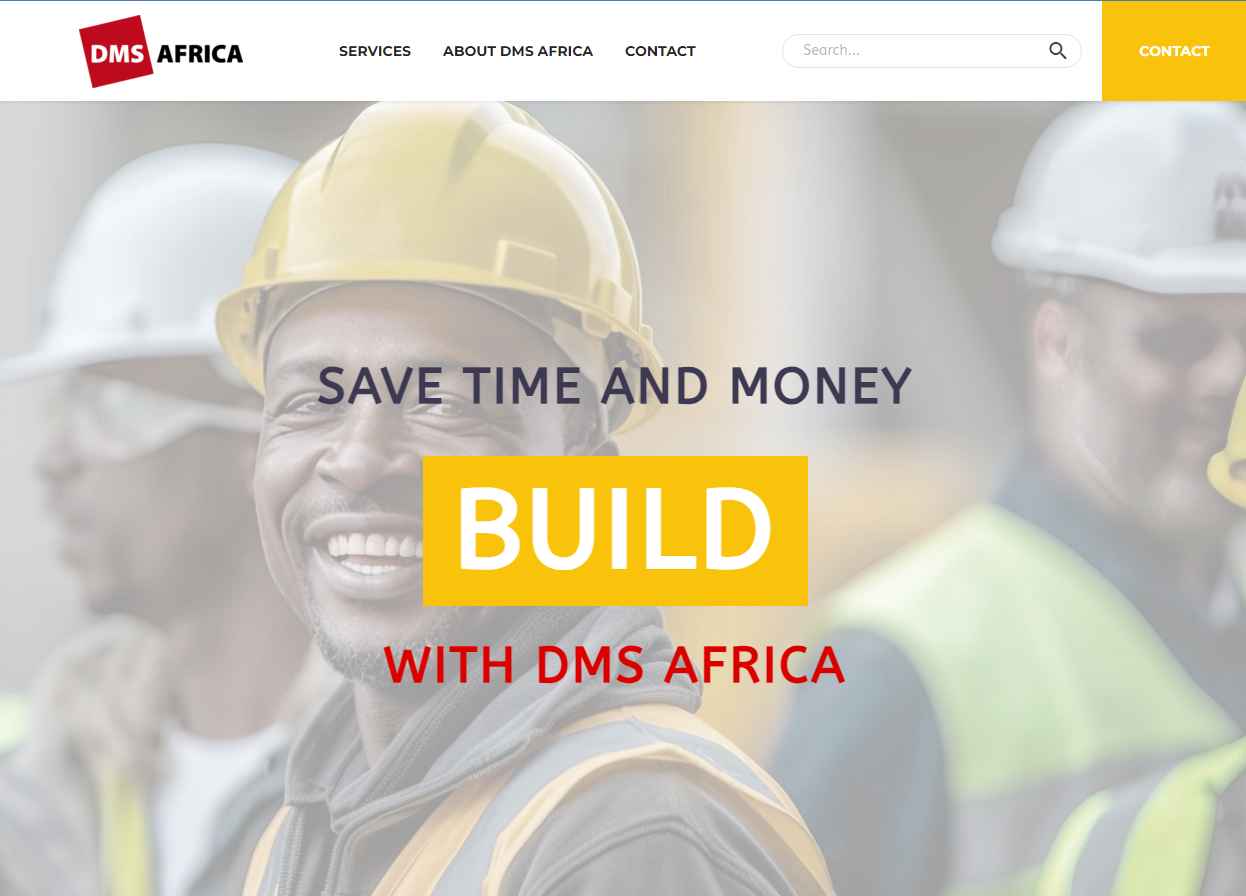 DMS AFRICA
SERVICES ABOUT DMS AFRICA CONTACT
Search...
CONTACT
SAVE TIME AND MONEY
BUILD
WITH DMS AFRICA